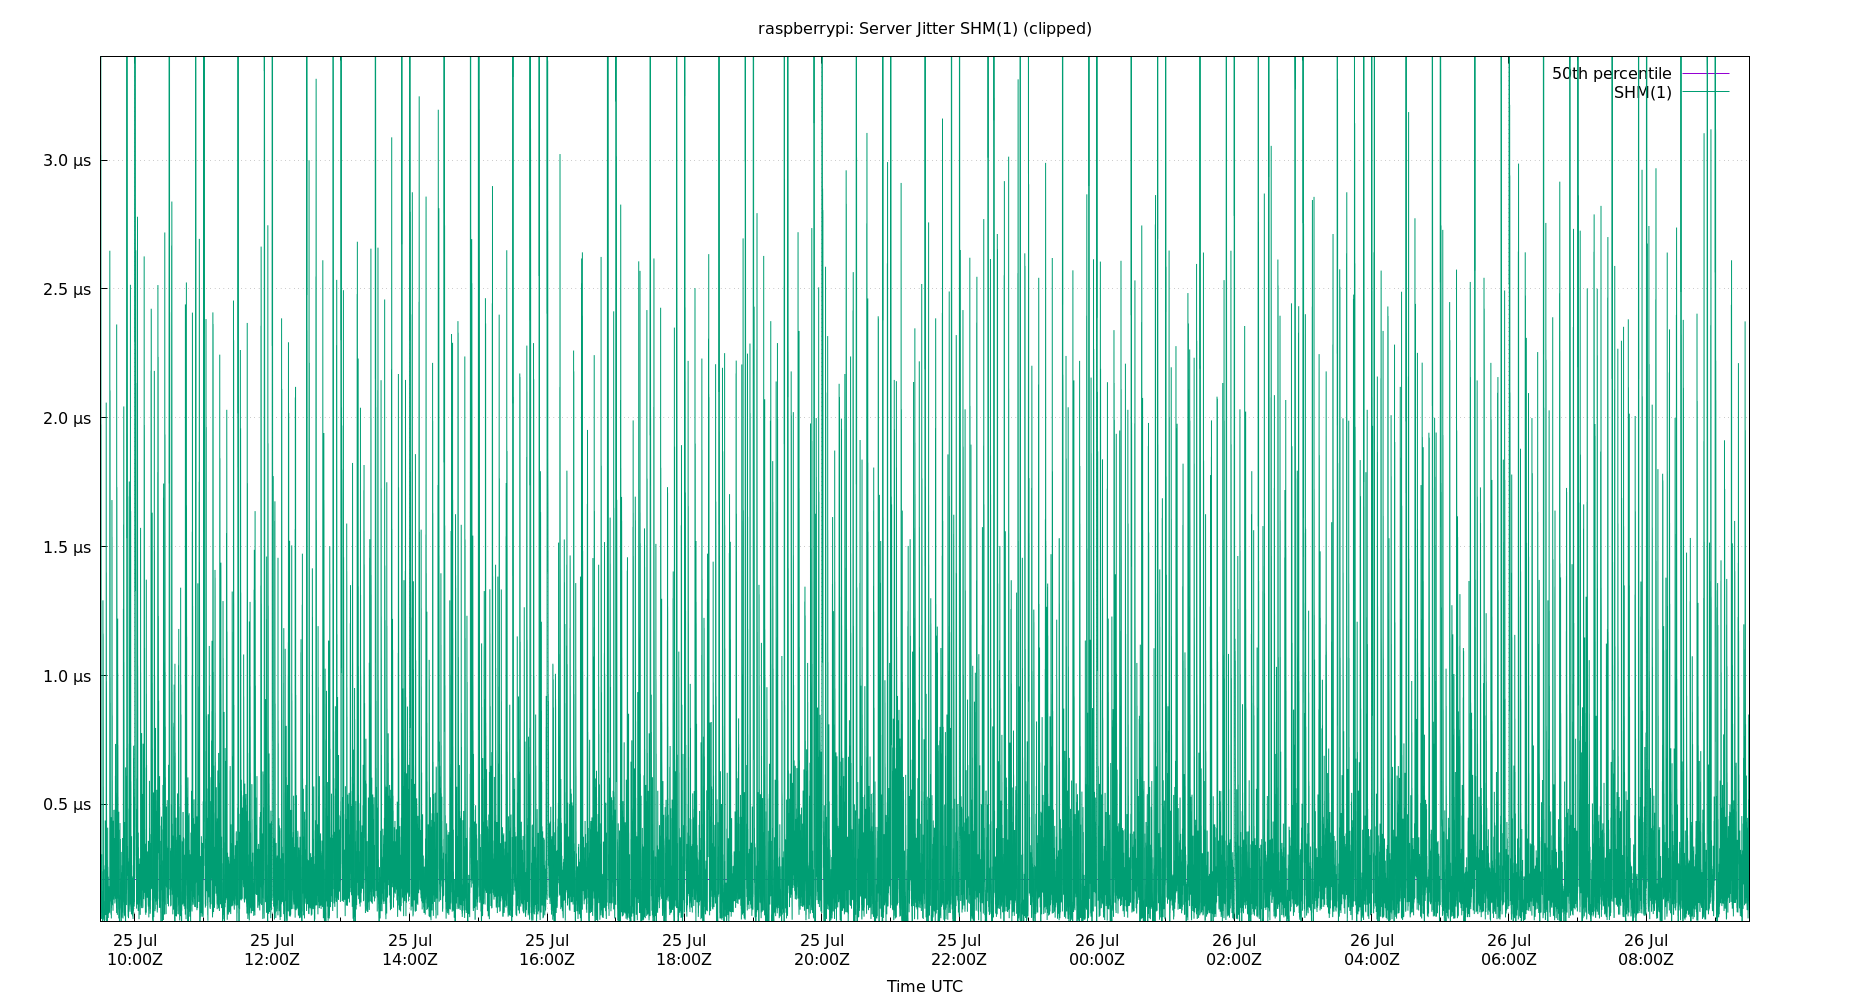 raspberrypi: Server Jitter SHM(1) (clipped)
50th percentile
SHM(1)
3.0 µs
2.5 µs
2.0 µs
1.5 µs
1.0 µs
0.5 µs
25 Jul 25 Jul 25 Jul 25 Jul 25 Jul 25 Jul 25 Jul 26 Jul 26 Jul 26 Jul 26 Jul 26 Jul
10:00Z 12:00Z 14:00Z 16:00Z 18:00Z 20:00Z 22:00Z 00:00Z 02:00Z 04:00Z 06:00Z 08:00Z
Time UTC